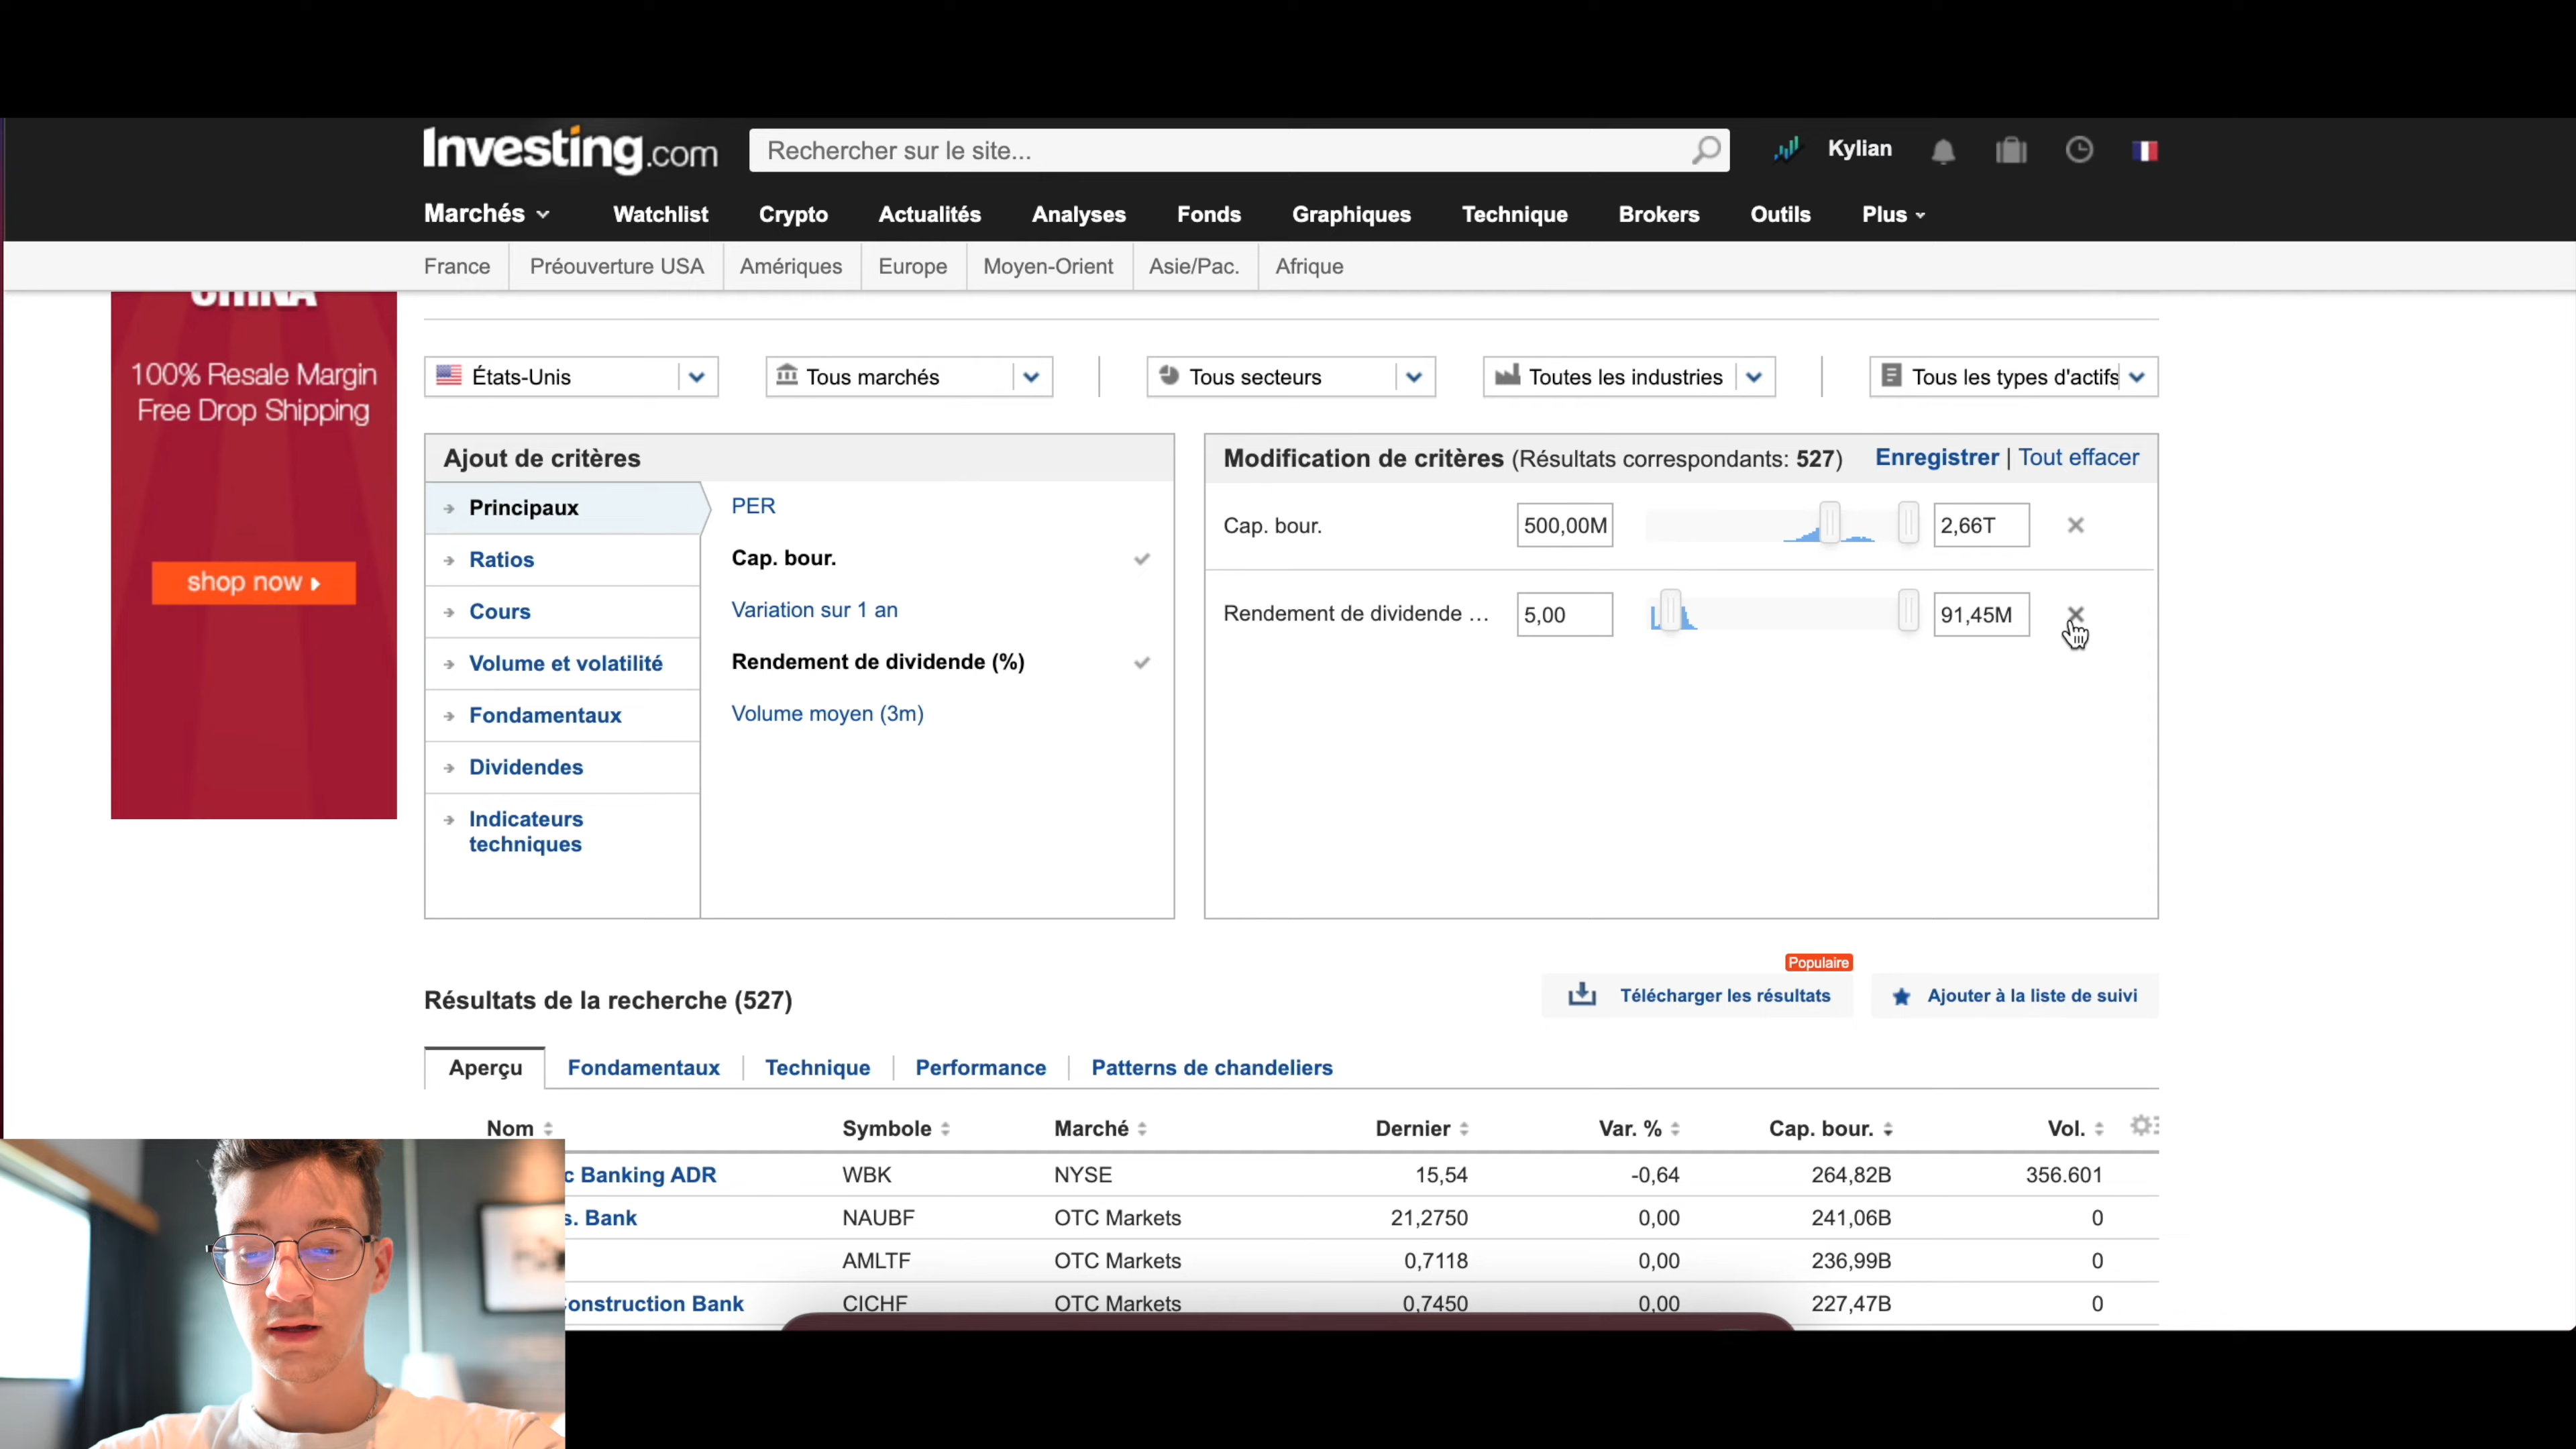 Investing.com
Rechercher sur le site...
Kylian
Marchés
Watchlist
Crypto
Actualités
Analyses
Fonds
Graphiques
Technique
Brokers
Outils
Plus
France
Préouverture USA
Amériques
Europe
Moyen-Orient
Asie/Pac.
Afrique
100% Resale Margin
Free Drop Shipping
shop now
États-Unis
Tous marchés
Tous secteurs
Toutes les industries
Tous les types d'actifs
Ajout de critères
Principaux
Ratios
Cours
Volume et volatilité
Fondamentaux
Dividendes
Indicateurs
techniques
PER
Cap. bour.
Variation sur 1 an
Rendement de dividende (%)
Volume moyen (3m)
Modification de critères (Résultats correspondants: 527)
Enregistrer | Tout effacer
Cap. bour. 500,00M 2,66T
Rendement de dividende ... 5,00 91,45M
Populaire
Résultats de la recherche (527)
Télécharger les résultats
Ajouter à la liste de suivi
Aperçu
Fondamentaux
Technique
Performance
Patterns de chandeliers
Nom Symbole Marché Dernier Var. % Cap. bour. Vol.
c Banking ADR WBK NYSE 15,54 -0,64 264,82B 356.601
s. Bank NAUBF OTC Markets 21,2750 0,00 241,06B 0
AMLTF OTC Markets 0,7118 0,00 236,99B 0
onstruction Bank CICHF OTC Markets 0,7450 0,00 227,47B 0